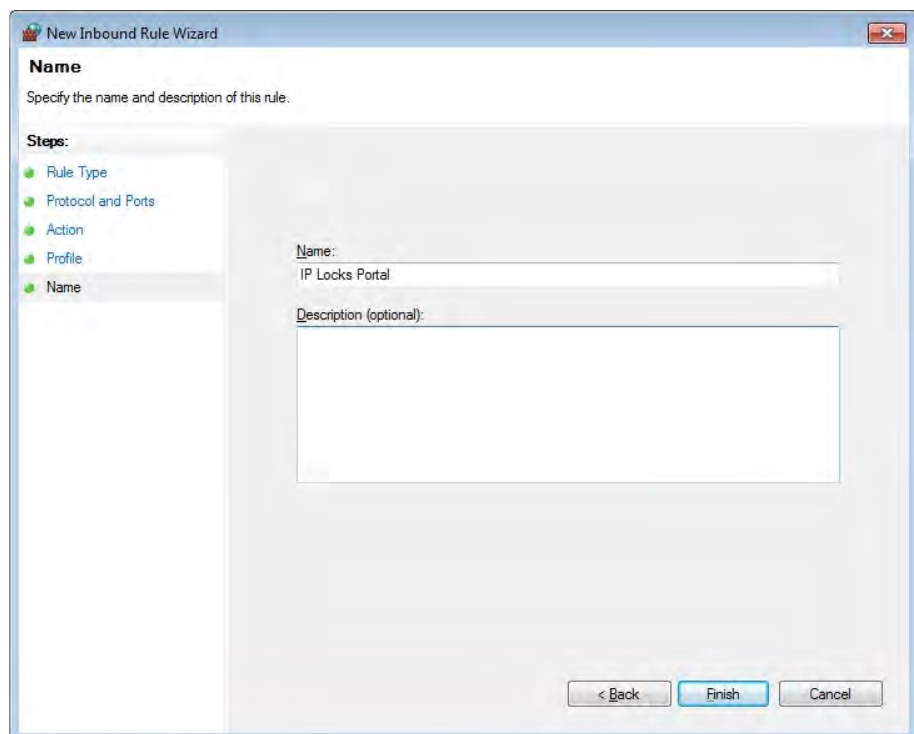 New Inbound Rule Wizard
Name
Specify the name and description of this rule.
Steps:
Rule Type
Protocol and Ports
Action
Profile
Name
Name:
IP Locks Portal
Description (optional):
< Back
Finish
Cancel